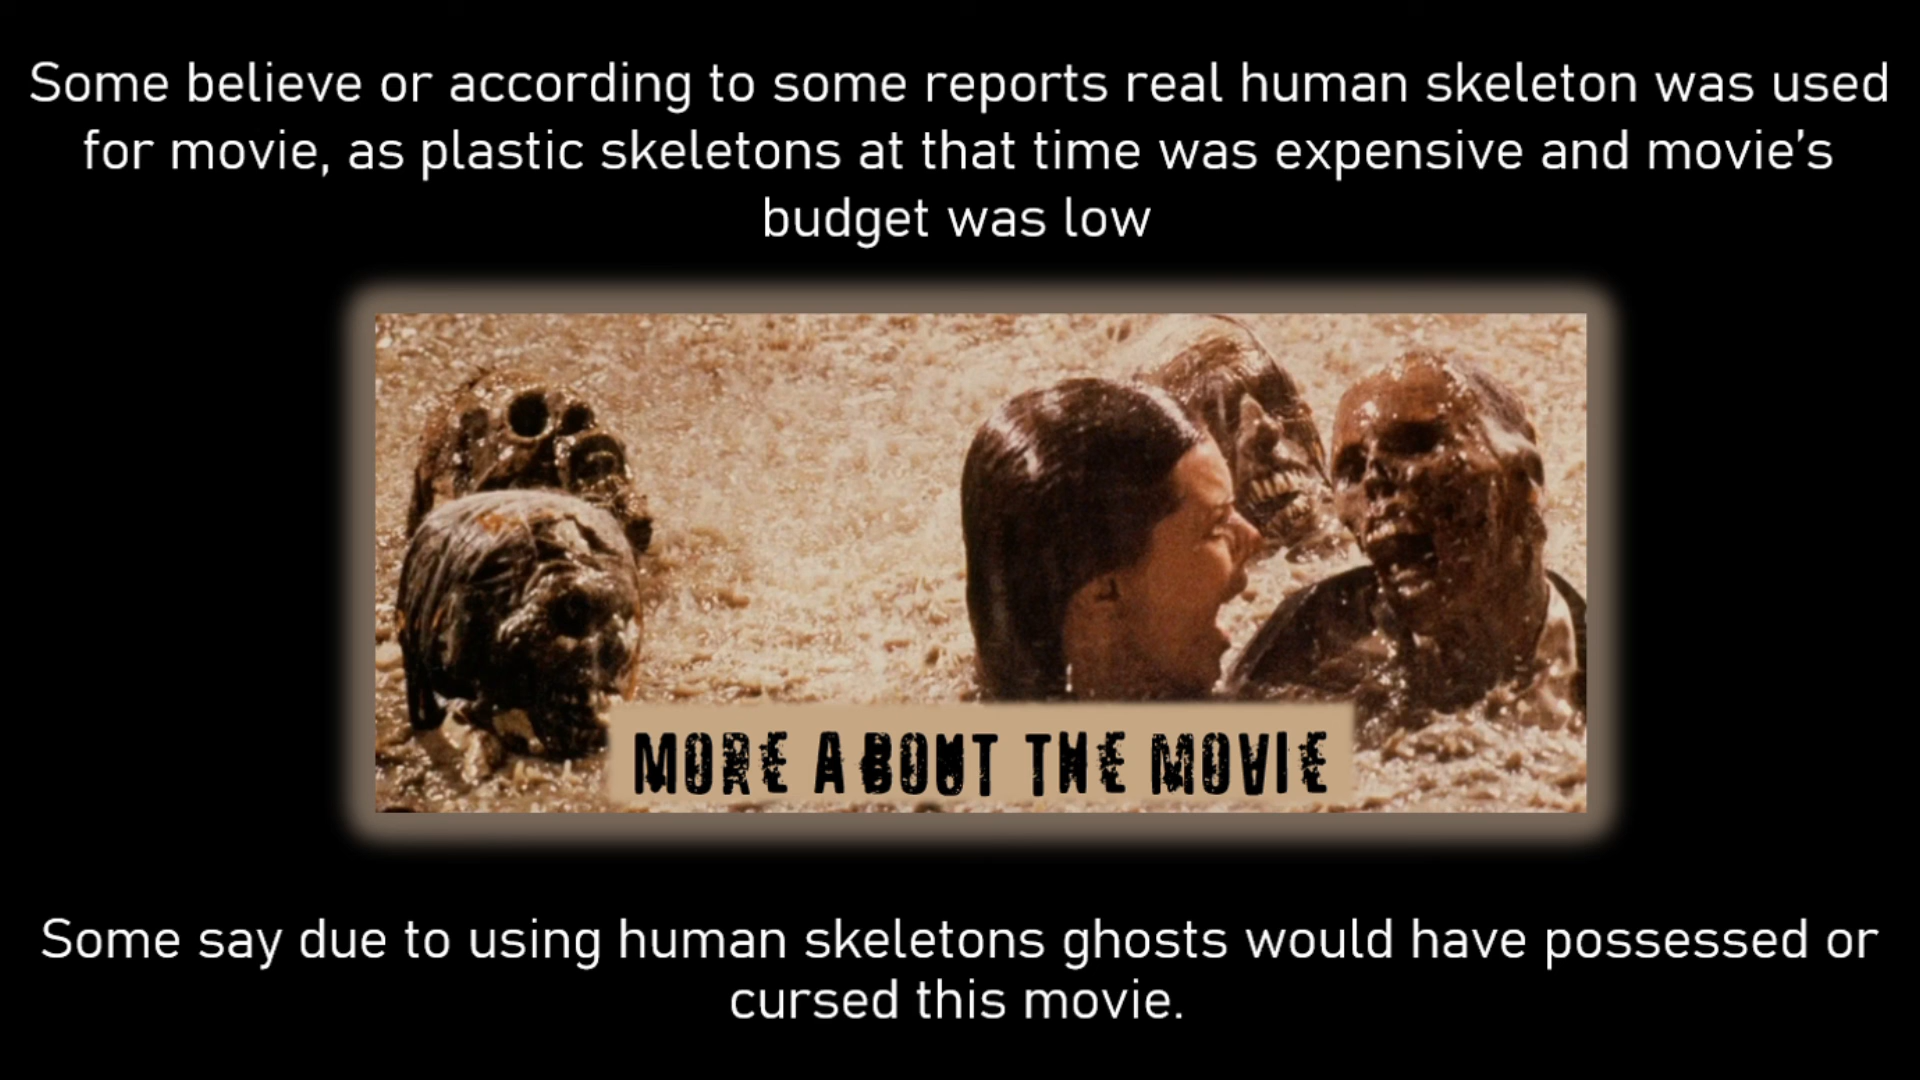 Some believe or according to some reports real human skeleton was used
for movie, as plastic skeletons at that time was expensive and movie’s
budget was low
MORE ABOUT THE MOVIE
Some say due to using human skeletons ghosts would have possessed or
cursed this movie.